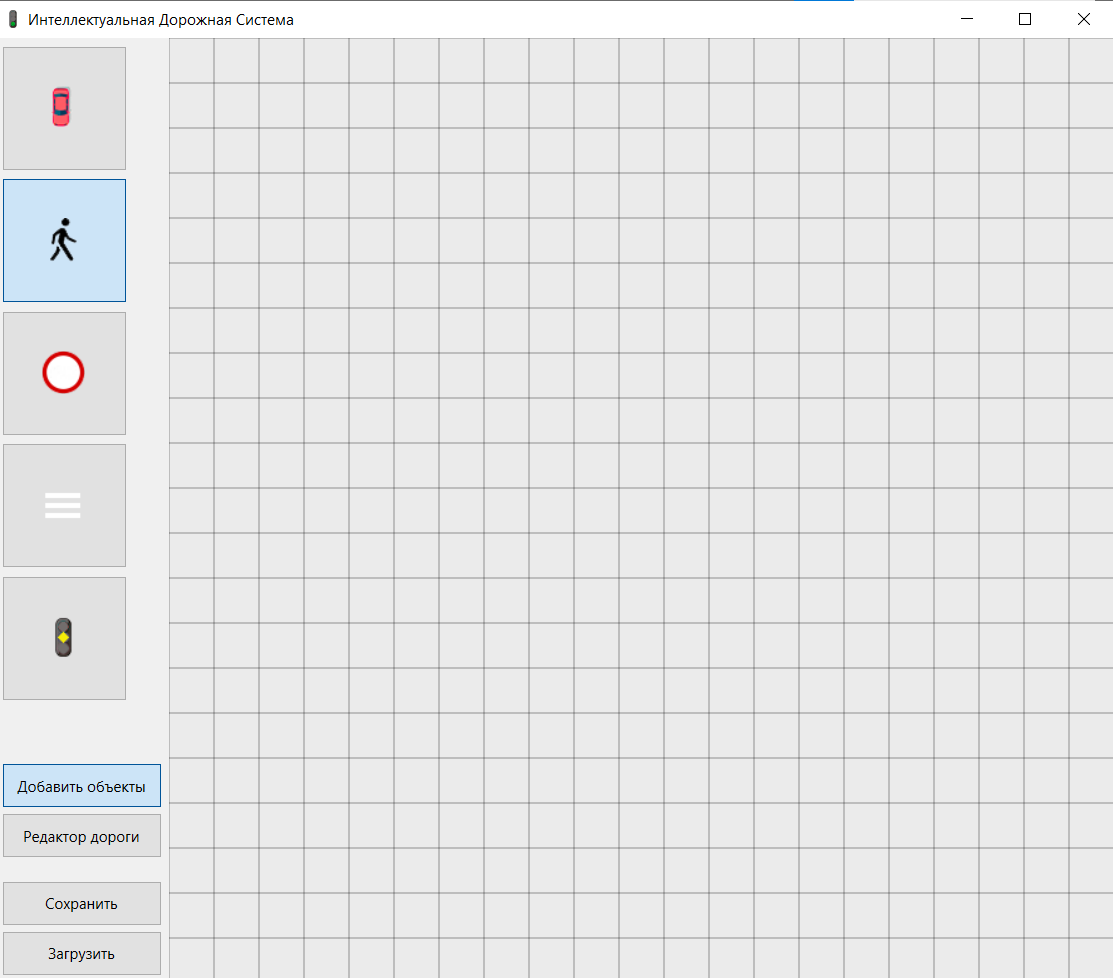 Интеллектуальная Дорожная Система
Добавить объекты
Редактор дороги
Сохранить
Загрузить